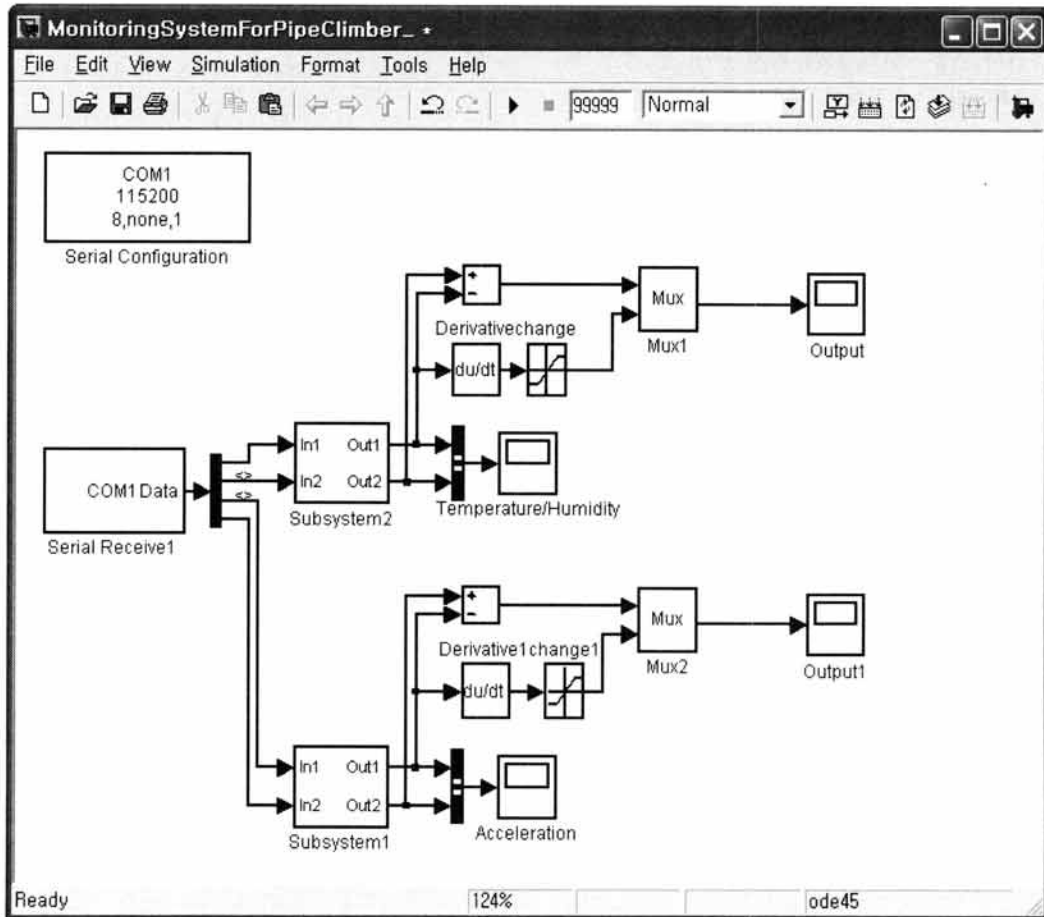 MonitoringSystemForPipeClimber_ *
File Edit View Simulation Format Tools Help
99999 Normal
COM1
115200
8,none,1
Serial Configuration
+
−
Mux
Mux1
Output
Derivativechange
du/dt
In1 Out1
In2 Out2
Subsystem2
Temperature/Humidity
COM1 Data
<>
<>
Serial Receive1
+
−
Mux
Mux2
Output1
Derivative1change1
du/dt
In1 Out1
In2 Out2
Subsystem1
Acceleration
Ready 124% ode45